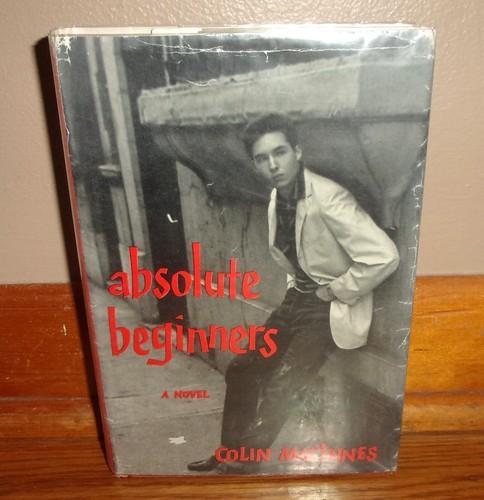 absolute
beginners
A NOVEL
COLIN MacINNES